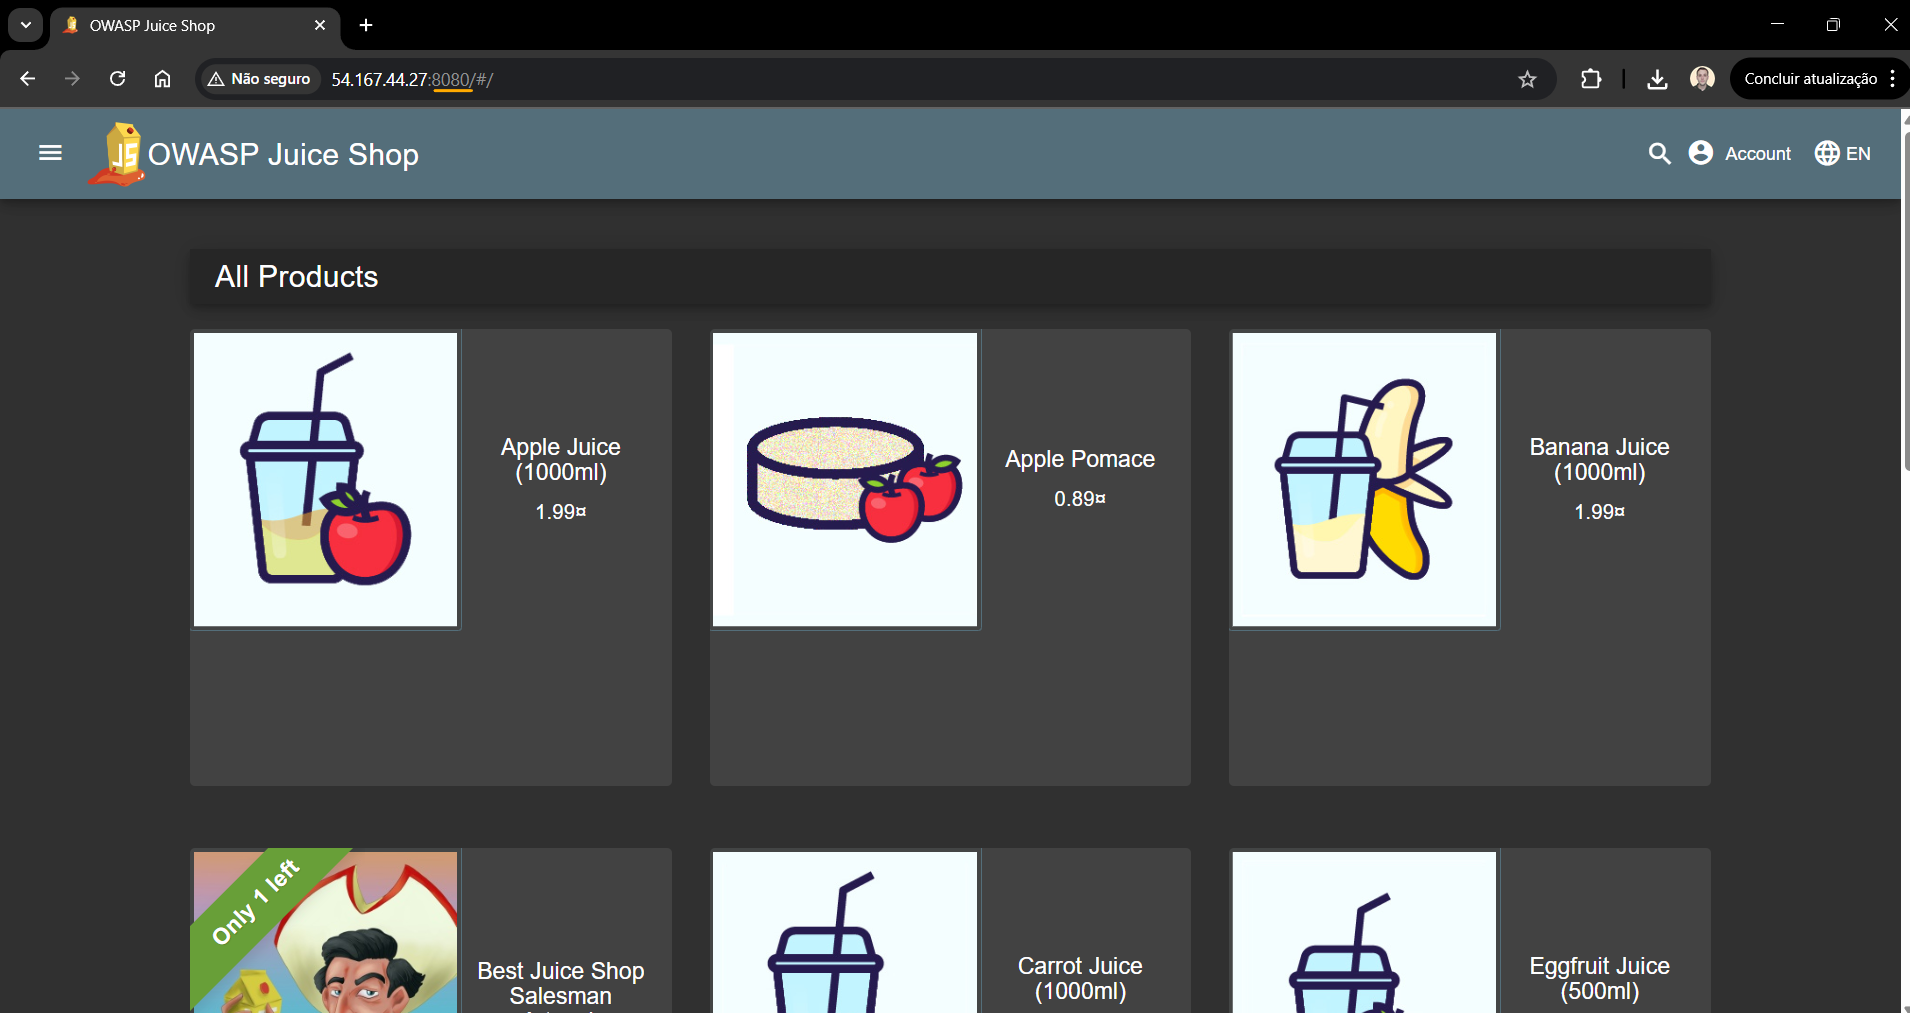 OWASP Juice Shop
Não seguro
54.167.44.27:8080/#/
Concluir atualização
JS
OWASP Juice Shop
Account
EN
All Products
Apple Juice
(1000ml)
1.99¤
Apple Pomace
0.89¤
Banana Juice
(1000ml)
1.99¤
Only 1 left
Best Juice Shop
Salesman
Carrot Juice
(1000ml)
Eggfruit Juice
(500ml)